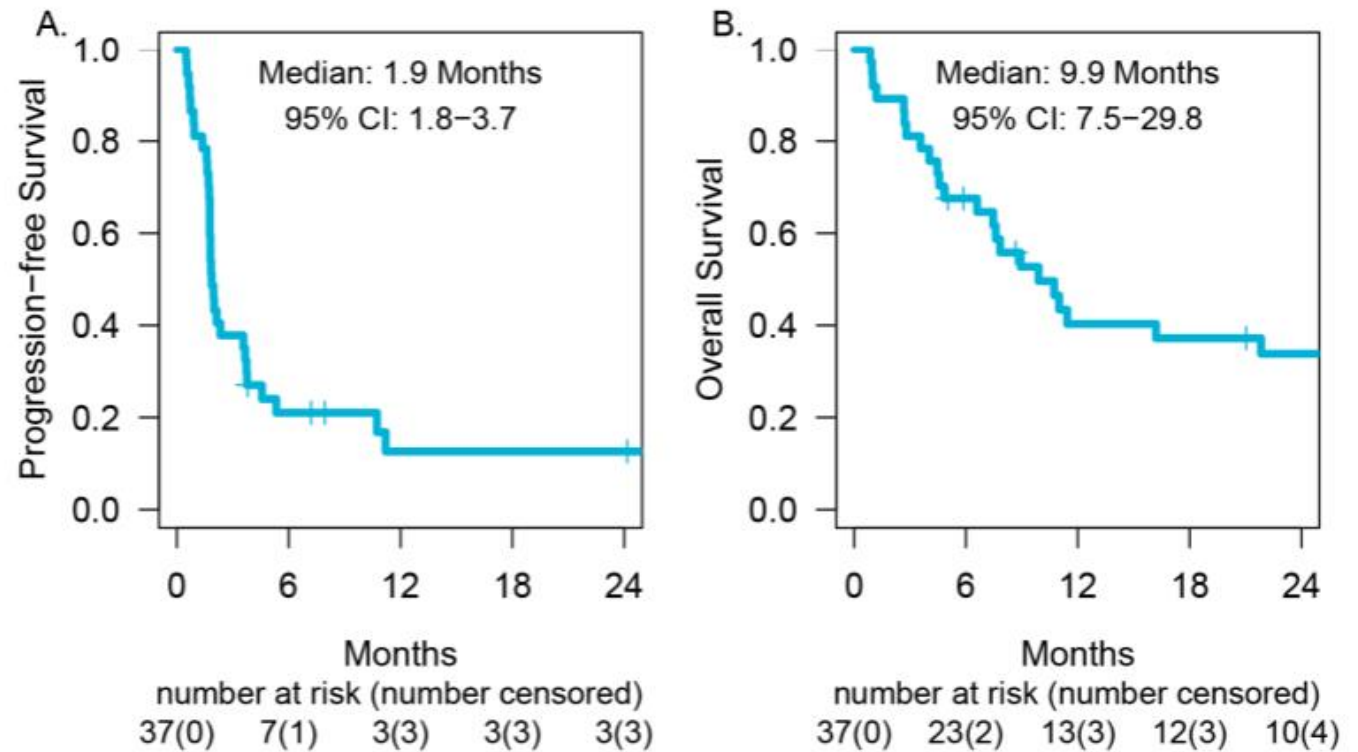 A.
Progression−free Survival
1.0
0.8
0.6
0.4
0.2
0.0
Median: 1.9 Months
95% CI: 1.8−3.7
0 6 12 18 24
Months
number at risk (number censored)
37(0) 7(1) 3(3) 3(3) 3(3)
B.
Overall Survival
1.0
0.8
0.6
0.4
0.2
0.0
Median: 9.9 Months
95% CI: 7.5−29.8
0 6 12 18 24
Months
number at risk (number censored)
37(0) 23(2) 13(3) 12(3) 10(4)